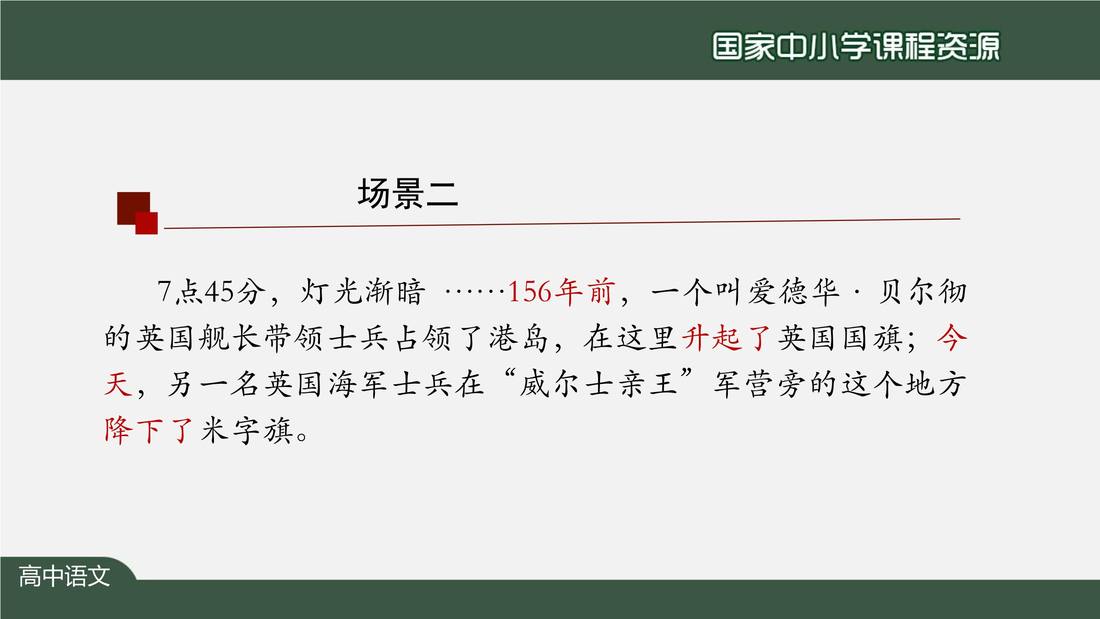 国家中小学课程资源
场景二
7点45分，灯光渐暗 ……156年前，一个叫爱德华·贝尔彻
的英国舰长带领士兵占领了港岛，在这里升起了英国国旗；今
天，另一名英国海军士兵在“威尔士亲王”军营旁的这个地方
降下了米字旗。
高中语文